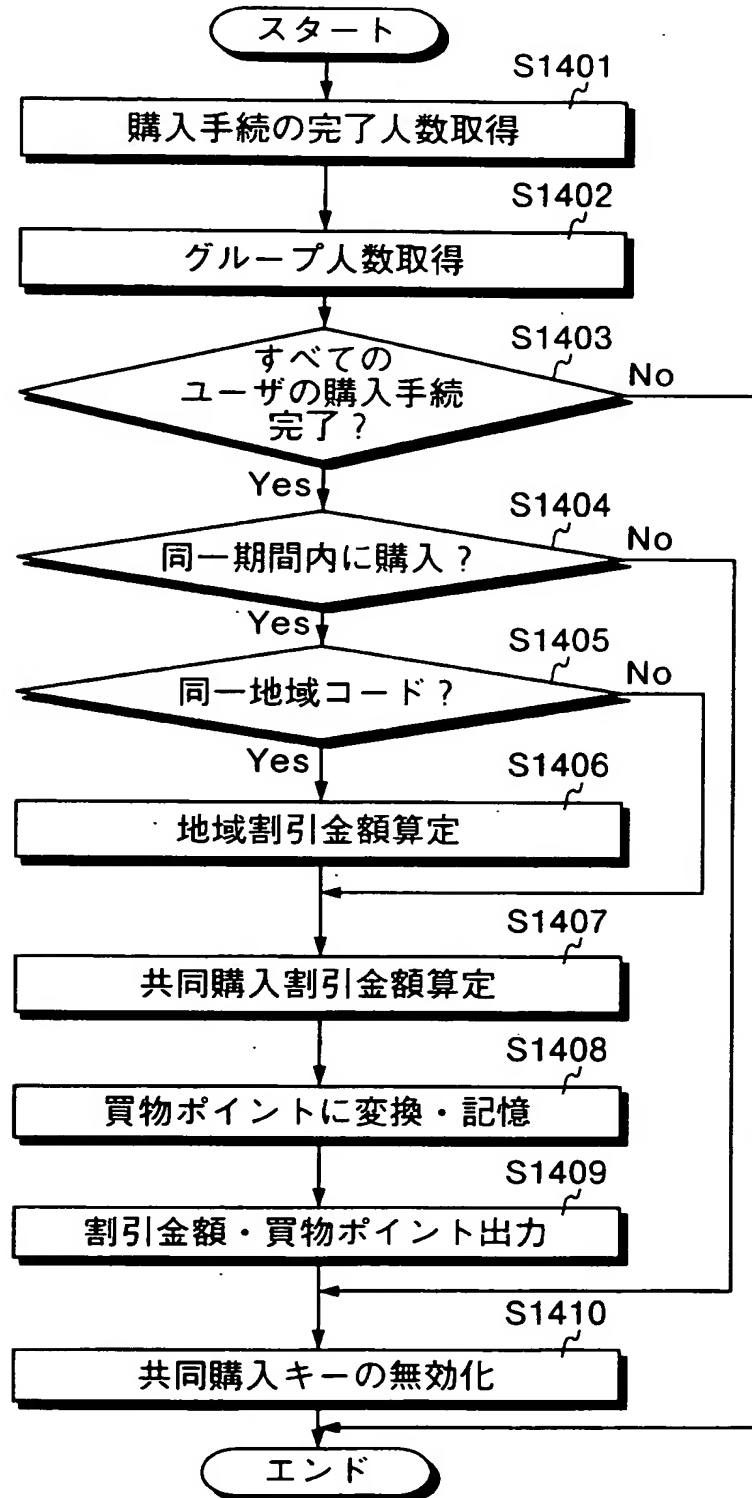 スタート
S1401
購入手続の完了人数取得
S1402
グループ人数取得
S1403
すべての
ユーザの購入手続
完了?
No
Yes
S1404
同一期間内に購入?
No
Yes
S1405
同一地域コード?
No
Yes
S1406
地域割引金額算定
S1407
共同購入割引金額算定
S1408
買物ポイントに変換・記憶
S1409
割引金額・買物ポイント出力
S1410
共同購入キーの無効化
エンド